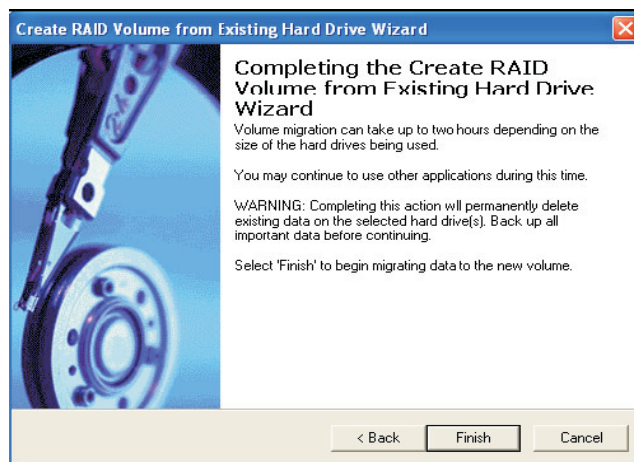 Create RAID Volume from Existing Hard Drive Wizard
Completing the Create RAID
Volume from Existing Hard Drive
Wizard
Volume migration can take up to two hours depending on the
size of the hard drives being used.
You may continue to use other applications during this time.
WARNING: Completing this action will permanently delete
existing data on the selected hard drive(s). Back up all
important data before continuing.
Select 'Finish' to begin migrating data to the new volume.
< Back
Finish
Cancel